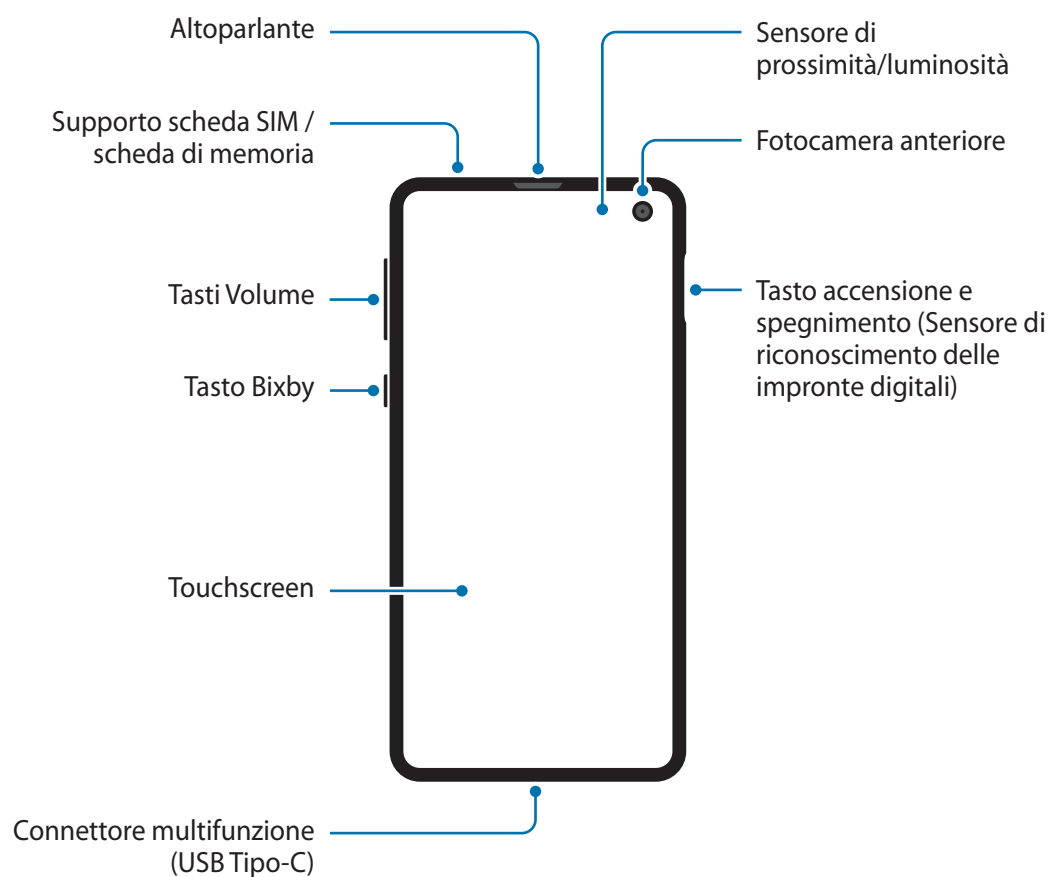 Altoparlante
Supporto scheda SIM /
scheda di memoria
Tasti Volume
Tasto Bixby
Touchscreen
Connettore multifunzione
(USB Tipo-C)
Sensore di
prossimità/luminosità
Fotocamera anteriore
Tasto accensione e
spegnimento (Sensore di
riconoscimento delle
impronte digitali)